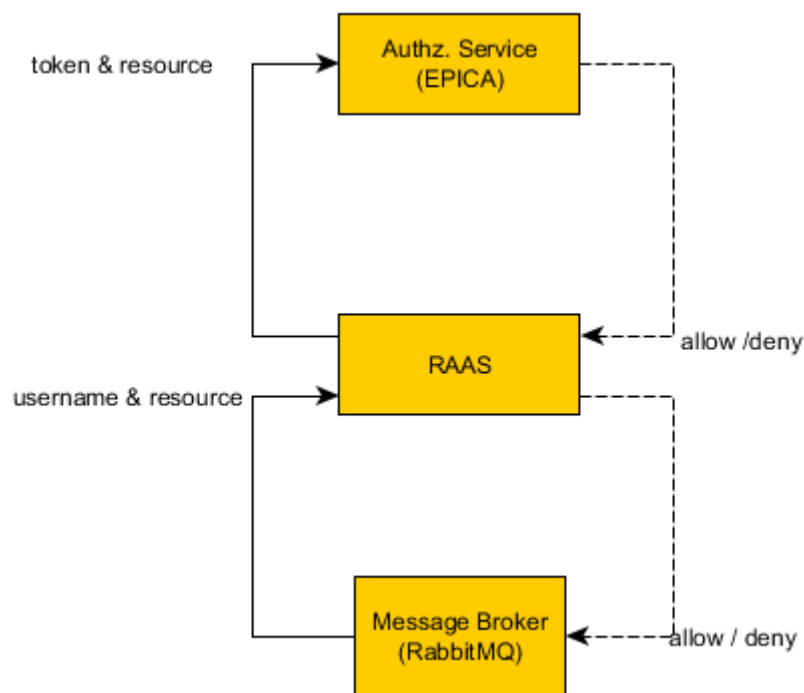 Authz. Service
(EPICA)
token & resource
allow /deny
RAAS
username & resource
Message Broker
(RabbitMQ)
allow / deny